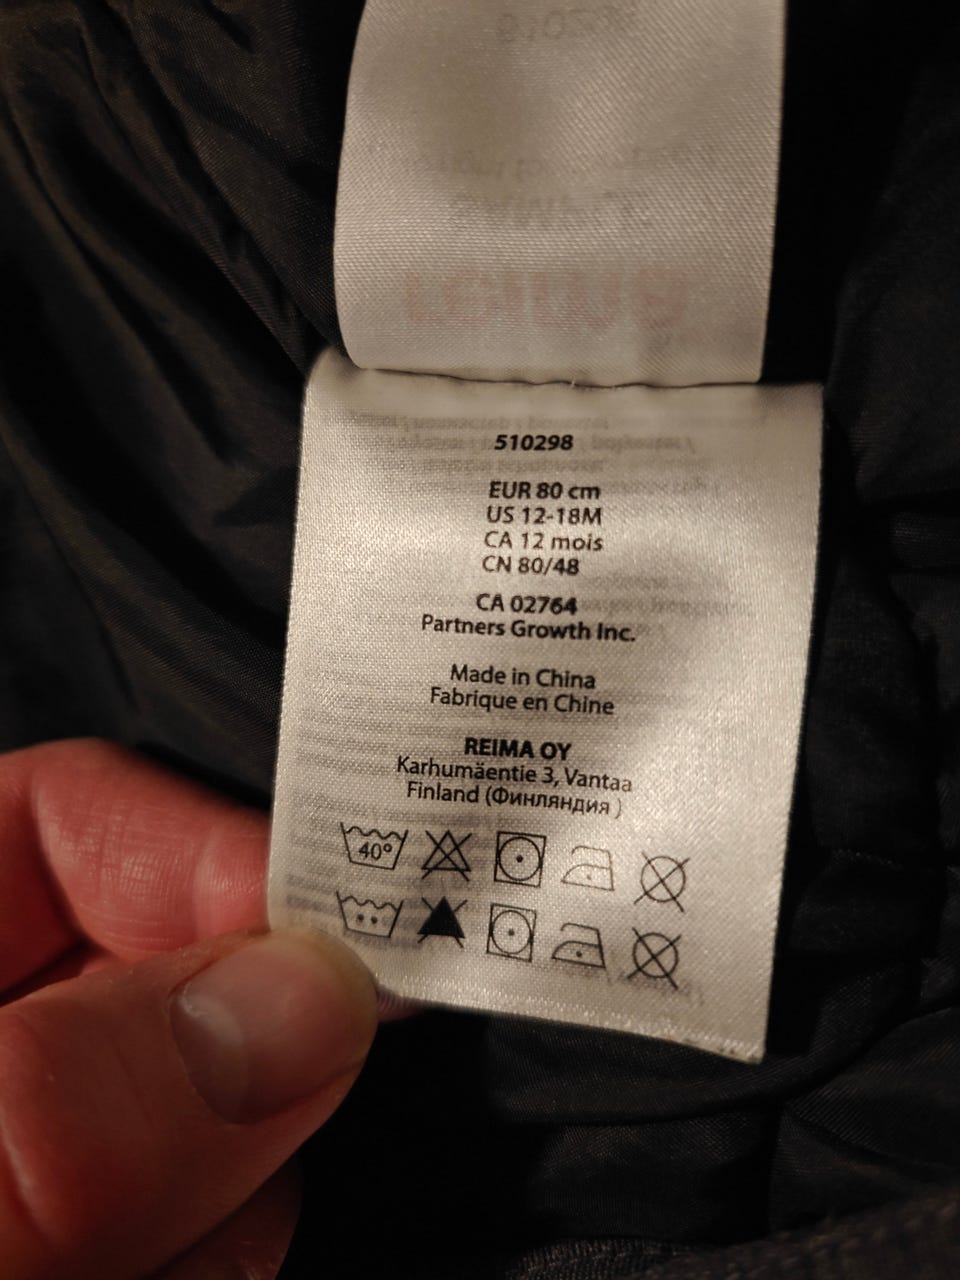 reima
510298
EUR 80 cm
US 12-18M
CA 12 mois
CN 80/48
CA 02764
Partners Growth Inc.
Made in China
Fabrique en Chine
REIMA OY
Karhumäentie 3, Vantaa
Finland (Финляндия )
40°